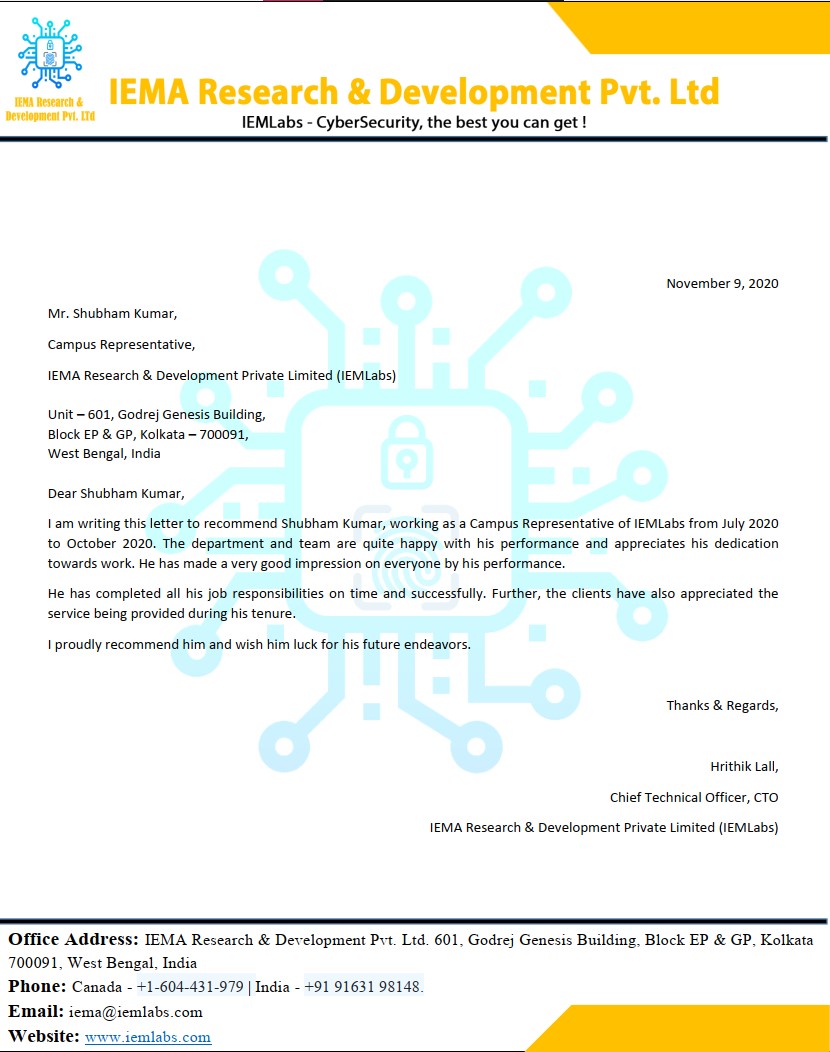 IEMA Research &
Development Pvt. LTd
IEMA Research & Development Pvt. Ltd
IEMLabs - CyberSecurity, the best you can get !
November 9, 2020
Mr. Shubham Kumar,
Campus Representative,
IEMA Research & Development Private Limited (IEMLabs)
Unit – 601, Godrej Genesis Building,
Block EP & GP, Kolkata – 700091,
West Bengal, India
Dear Shubham Kumar,
I am writing this letter to recommend Shubham Kumar, working as a Campus Representative of IEMLabs from July 2020
to October 2020. The department and team are quite happy with his performance and appreciates his dedication
towards work. He has made a very good impression on everyone by his performance.
He has completed all his job responsibilities on time and successfully. Further, the clients have also appreciated the
service being provided during his tenure.
I proudly recommend him and wish him luck for his future endeavors.
Thanks & Regards,
Hrithik Lall,
Chief Technical Officer, CTO
IEMA Research & Development Private Limited (IEMLabs)
Office Address: IEMA Research & Development Pvt. Ltd. 601, Godrej Genesis Building, Block EP & GP, Kolkata
700091, West Bengal, India
Phone: Canada - +1-604-431-979 | India - +91 91631 98148.
Email: iema@iemlabs.com
Website: www.iemlabs.com